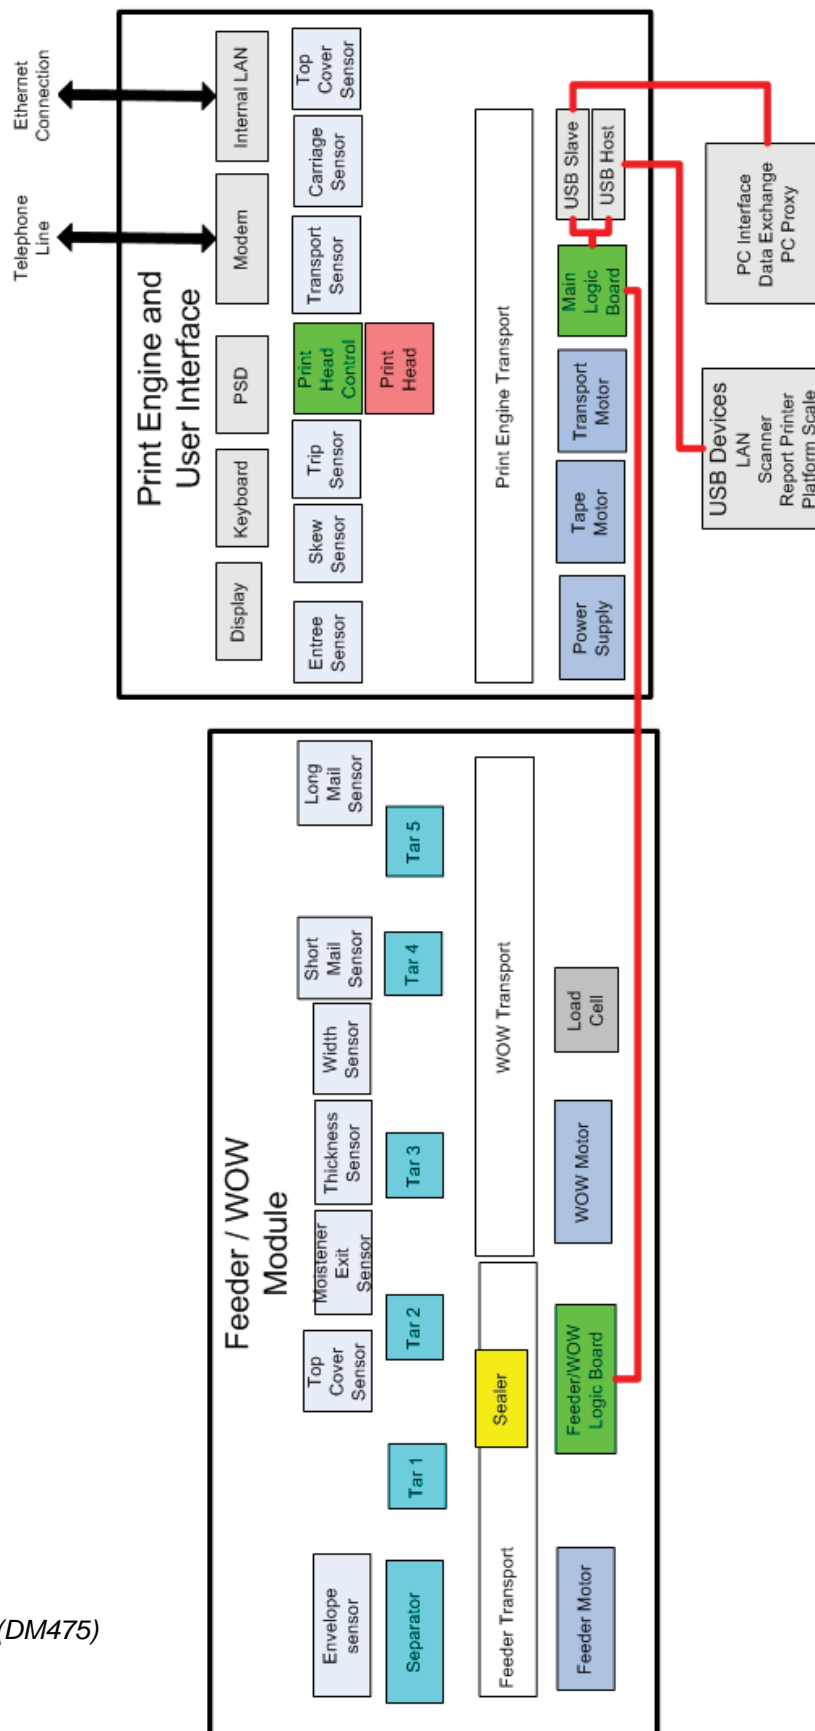 Ethernet
Connection
Telephone
Line
Print Engine and
User Interface
Internal LAN
Modem
PSD
Keyboard
Display
Top
Cover
Sensor
Carriage
Sensor
Transport
Sensor
Print
Head
Control
Print
Head
Trip
Sensor
Skew
Sensor
Entree
Sensor
Print Engine Transport
USB Slave
USB Host
Main
Logic
Board
Transport
Motor
Tape
Motor
Power
Supply
PC Interface
Data Exchange
PC Proxy
USB Devices
LAN
Scanner
Report Printer
Platform Scale
Feeder / WOW
Module
Long
Mail
Sensor
Short
Mail
Sensor
Width
Sensor
Thickness
Sensor
Moistener
Exit
Sensor
Top
Cover
Sensor
Envelope
sensor
Tar 5
Tar 4
Tar 3
Tar 2
Tar 1
Separator
WOW Transport
Sealer
Feeder Transport
Load
Cell
WOW Motor
Feeder/WOW
Logic Board
Feeder Motor
(DM475)